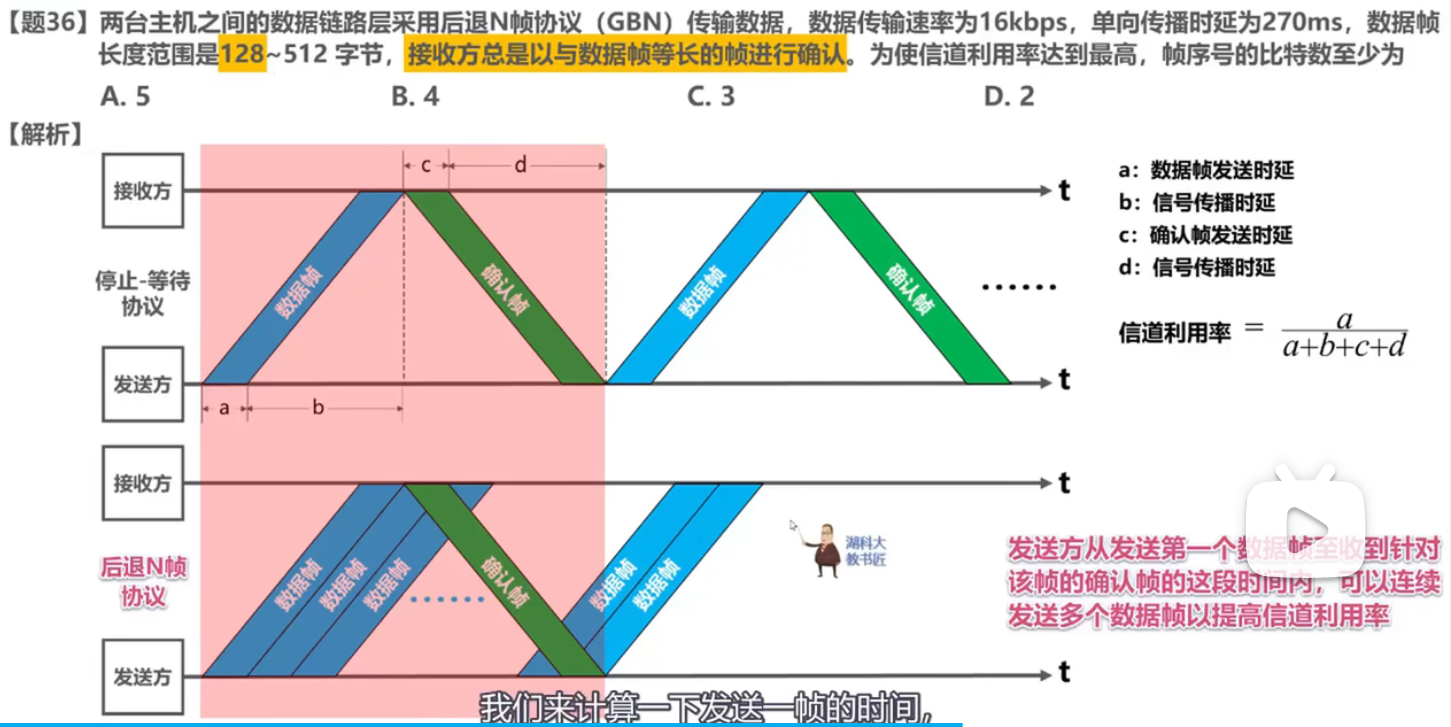 【题36】两台主机之间的数据链路层采用后退N帧协议（GBN）传输数据，数据传输速率为16kbps，单向传播时延为270ms，数据帧
长度范围是128~512 字节，接收方总是以与数据帧等长的帧进行确认。为使信道利用率达到最高，帧序号的比特数至少为
A. 5 B. 4 C. 3 D. 2
【解析】
c d
接收方 t
a：数据帧发送时延
b：信号传播时延
c：确认帧发送时延
d：信号传播时延
停止-等待
协议
数据帧 确认帧 数据帧 确认帧
······
信道利用率 = a
a+b+c+d
发送方 t
a b
接收方 t
后退N帧
协议
数据帧 数据帧 数据帧 ······ 确认帧 数据帧 数据帧
湖科大
教书匠
发送方从发送第一个数据帧至收到针对
该帧的确认帧的这段时间内，可以连续
发送多个数据帧以提高信道利用率
发送方 t
我们来计算一下发送一帧的时间，